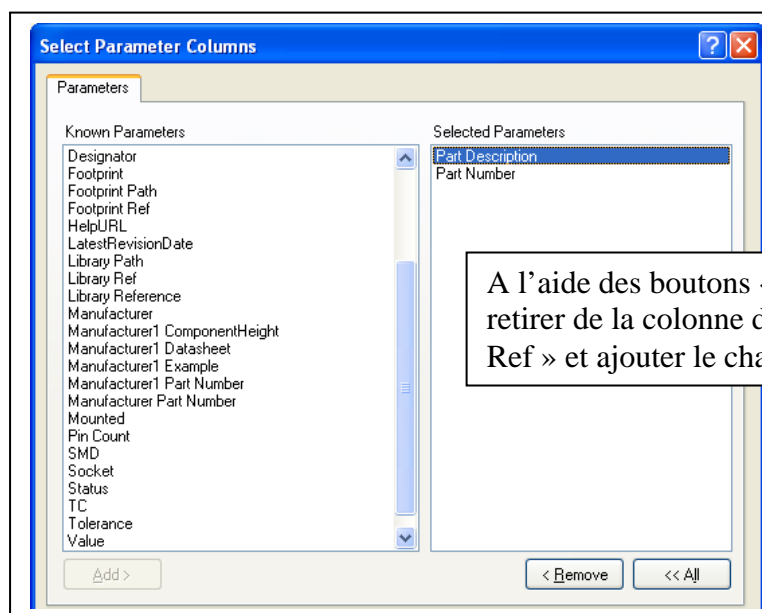 Select Parameter Columns
Parameters
Known Parameters
Designator
Footprint
Footprint Path
Footprint Ref
HelpURL
LatestRevisionDate
Library Path
Library Ref
Library Reference
Manufacturer
Manufacturer1 ComponentHeight
Manufacturer1 Datasheet
Manufacturer1 Example
Manufacturer1 Part Number
Manufacturer Part Number
Mounted
Pin Count
SMD
Socket
Status
TC
Tolerance
Value
Add >
Selected Parameters
Part Description
Part Number
A l’aide des boutons «
retirer de la colonne d
Ref » et ajouter le cha
< Remove
<< All